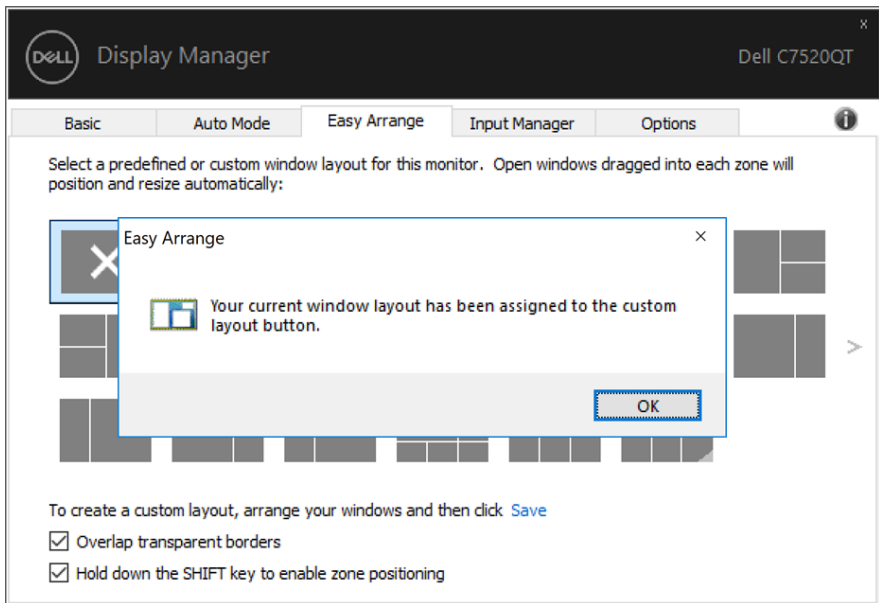 x
DELL
Display Manager
Dell C7520QT
Basic
Auto Mode
Easy Arrange
Input Manager
Options
i
Select a predefined or custom window layout for this monitor. Open windows dragged into each zone will
position and resize automatically:
Easy Arrange
Your current window layout has been assigned to the custom
layout button.
OK
To create a custom layout, arrange your windows and then click Save
Overlap transparent borders
Hold down the SHIFT key to enable zone positioning